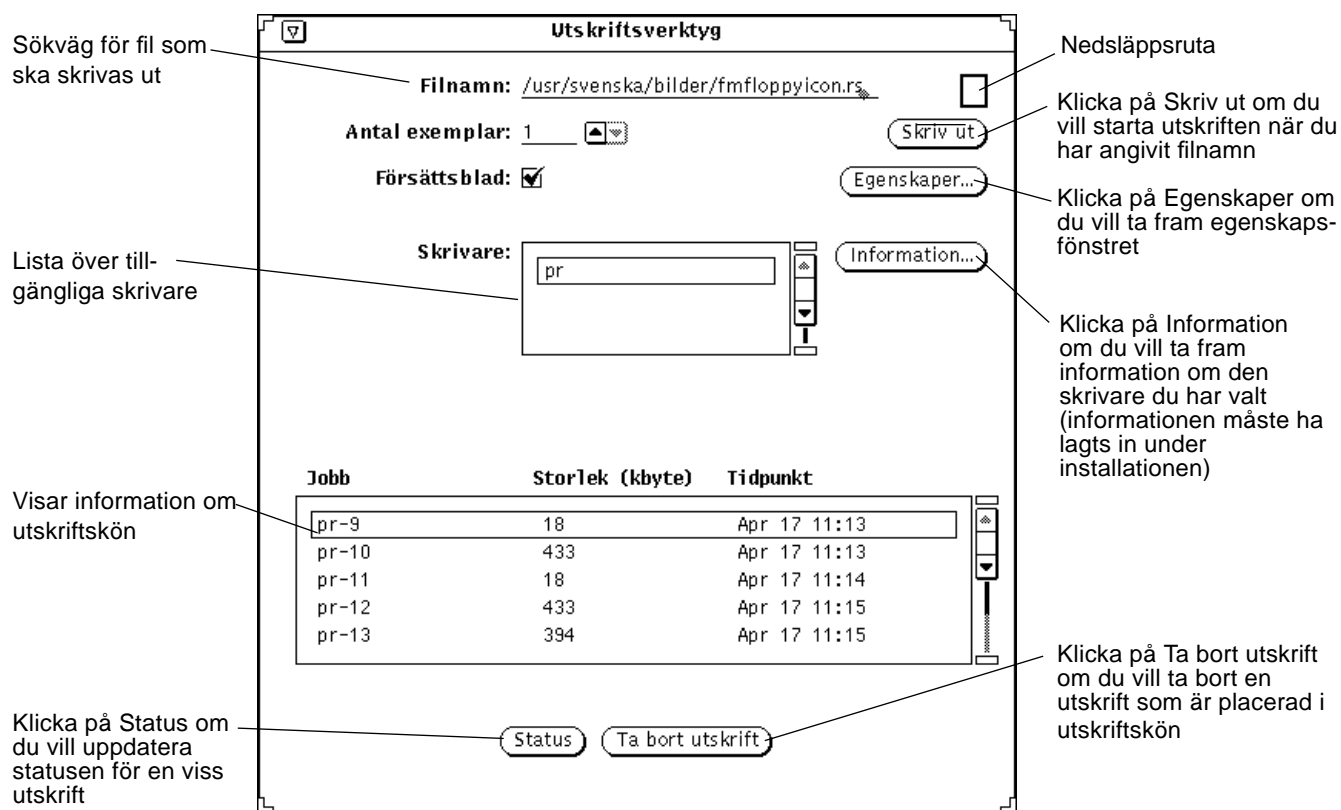 Utskriftsverktyg
Sökväg för fil som
ska skrivas ut
Filnamn: /usr/svenska/bilder/fmfloppyicon.rs
Nedsläppsruta
Antal exemplar: 1
Skriv ut
Klicka på Skriv ut om du
vill starta utskriften när du
har angivit filnamn
Försättsblad:
Egenskaper...
Klicka på Egenskaper om
du vill ta fram egenskaps-
fönstret
Lista över till-
gängliga skrivare
Skrivare:
pr
Information...
Klicka på Information
om du vill ta fram
information om den
skrivare du har valt
(informationen måste ha
lagts in under
installationen)
Jobb Storlek (kbyte) Tidpunkt
Visar information om
utskriftskön
pr-9 18 Apr 17 11:13
pr-10 433 Apr 17 11:13
pr-11 18 Apr 17 11:14
pr-12 433 Apr 17 11:15
pr-13 394 Apr 17 11:15
Klicka på Ta bort utskrift
om du vill ta bort en
utskrift som är placerad i
utskriftskön
Klicka på Status om
du vill uppdatera
statusen för en viss
utskrift
Status Ta bort utskrift